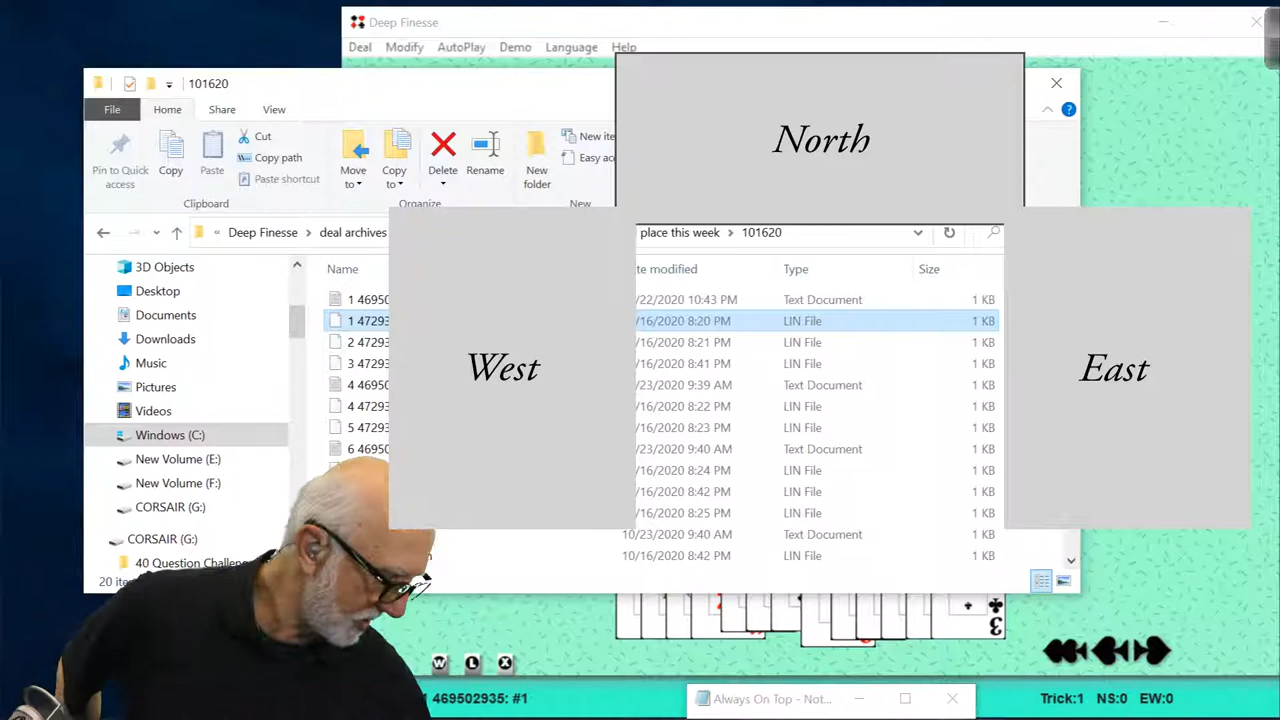 Deep Finesse
Deal Modify AutoPlay Demo Language Help
101620
File Home Share View
Pin to Quick access
Copy
Paste
Cut
Copy path
Paste shortcut
Move to
Copy to
Delete
Rename
New folder
New ite
Easy ac
Clipboard
Organize
New
North
« Deep Finesse > deal archives
place this week > 101620
Name
te modified
Type
Size
3D Objects
Desktop
Documents
Downloads
Music
Pictures
Videos
Windows (C:)
New Volume (E:)
New Volume (F:)
CORSAIR (G:)
CORSAIR (G:)
40 Question Challen
20 ite
1 46950 /22/2020 10:43 PM Text Document 1 KB
1 47293 /16/2020 8:20 PM LIN File 1 KB
2 47293 /16/2020 8:21 PM LIN File 1 KB
3 47293 /16/2020 8:41 PM LIN File 1 KB
4 46950 /23/2020 9:39 AM Text Document 1 KB
4 47293 /16/2020 8:22 PM LIN File 1 KB
5 47293 /16/2020 8:23 PM LIN File 1 KB
6 46950 /23/2020 9:40 AM Text Document 1 KB
/16/2020 8:24 PM LIN File 1 KB
/16/2020 8:42 PM LIN File 1 KB
/16/2020 8:25 PM LIN File 1 KB
10/23/2020 9:40 AM Text Document 1 KB
10/16/2020 8:42 PM LIN File 1 KB
West
East
3
W L X
1 469502935: #1
Always On Top - Not...
Trick:1 NS:0 EW:0